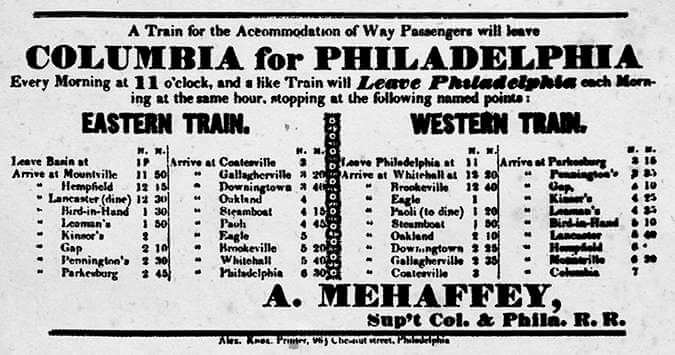 A Train for the Accommodation of Way Passengers will leave
COLUMBIA for PHILADELPHIA
Every Morning at 11 o'clock, and a like Train will Leave Philadelphia each Morn-
ing at the same hour, stopping at the following named points:
EASTERN TRAIN.
H. M.
Leave Basin at 11
Arrive at Mountville 11 50
" Hempfield 12 15
" Lancaster (dine) 12 30
" Bird-in-Hand 1 30
" Leoman's 1 50
" Kinser's 2
" Gap 2 10
" Pennington's 2 30
" Parkesburg 2 45
H. M.
Arrive at Coatesville 3
" Gallagherville 3 20
" Downingtown 3 40
" Oakland 4
" Steamboat 4 15
" Paoli 4 45
" Eagle 5
" Brookeville 5 20
" Whitehall 5 40
" Philadelphia 6 30
WESTERN TRAIN.
H. M.
Leave Philadelphia at 11
Arrive at Whitehall at 12 20
" Brookeville 12 40
" Eagle 1
" Paoli (to dine) 1 20
" Steamboat 1 50
" Oakland 2 10
" Downingtown 2 25
" Gallagherville 2 35
" Coatesville 3
H. M.
Arrive at Parkesburg 3 15
" Pennington's 3
" Gap, 10
" Kinser's 4 25
" Leoman's 4
" Bird-in-Hand 5 10
" Lancaster 5 40
" Hempfield 6
" Mountville 6
" Columbia 7
A. MEHAFFEY,
Sup't Col. & Phila. R. R.
Alex. Knox, Printer, Chesnut street, Philadelphia